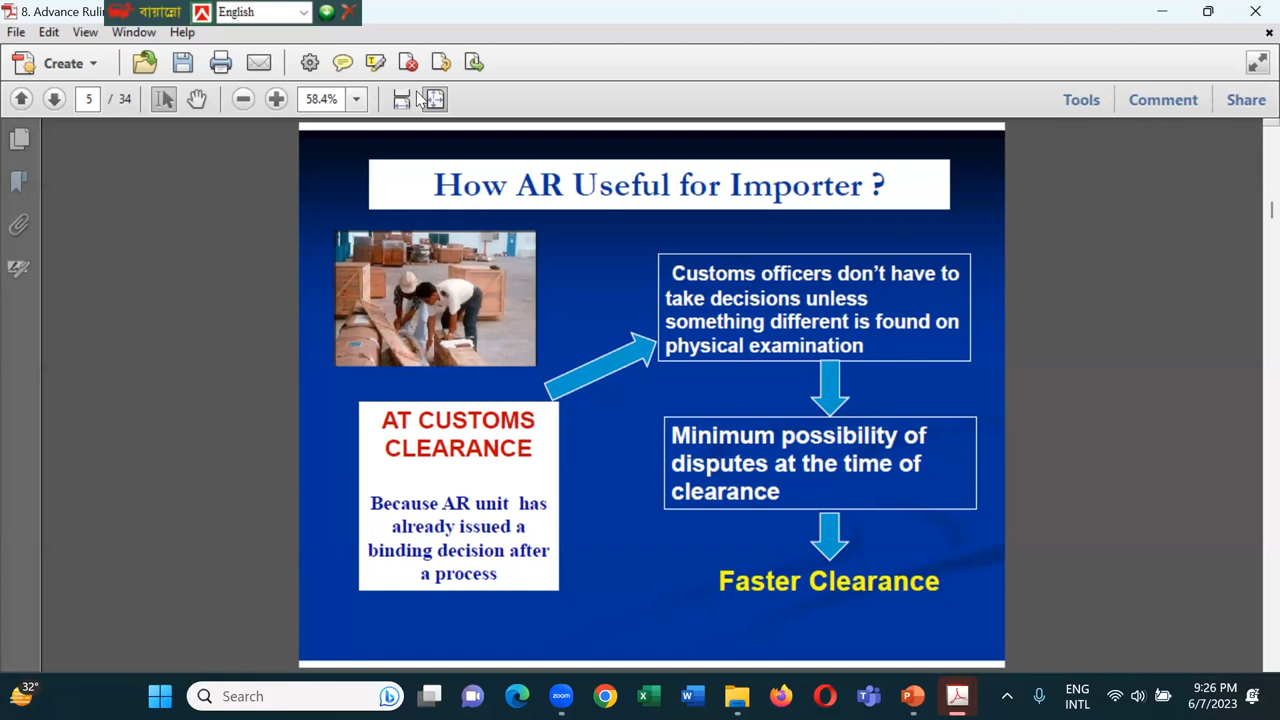 8. Advance Rulin
বায়ান্নো
English
File Edit View Window Help
Create
5 / 34
58.4%
Tools Comment Share
How AR Useful for Importer ?
Customs officers don't have to
take decisions unless
something different is found on
physical examination
AT CUSTOMS
CLEARANCE
Because AR unit has
already issued a
binding decision after
a process
Minimum possibility of
disputes at the time of
clearance
Faster Clearance
32°
Search
zoom
ENG
INTL
9:26 PM
6/7/2023